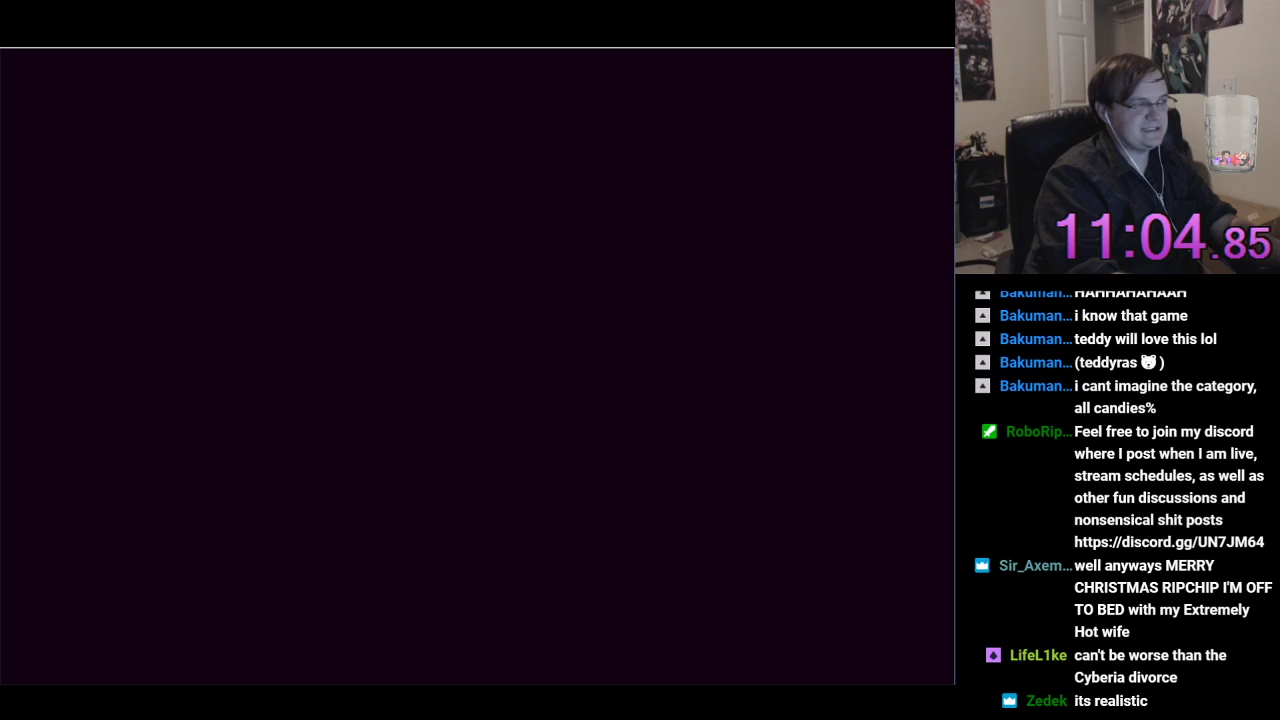 11:04.85
Bakuman... HAHHAHAHAAH
Bakuman... i know that game
Bakuman... teddy will love this lol
Bakuman... (teddyras 🐻 )
Bakuman... i cant imagine the category,
all candies%
RoboRip... Feel free to join my discord
where I post when I am live,
stream schedules, as well as
other fun discussions and
nonsensical shit posts
https://discord.gg/UN7JM64
Sir_Axem... well anyways MERRY
CHRISTMAS RIPCHIP I'M OFF
TO BED with my Extremely
Hot wife
LifeL1ke can't be worse than the
Cyberia divorce
Zedek its realistic